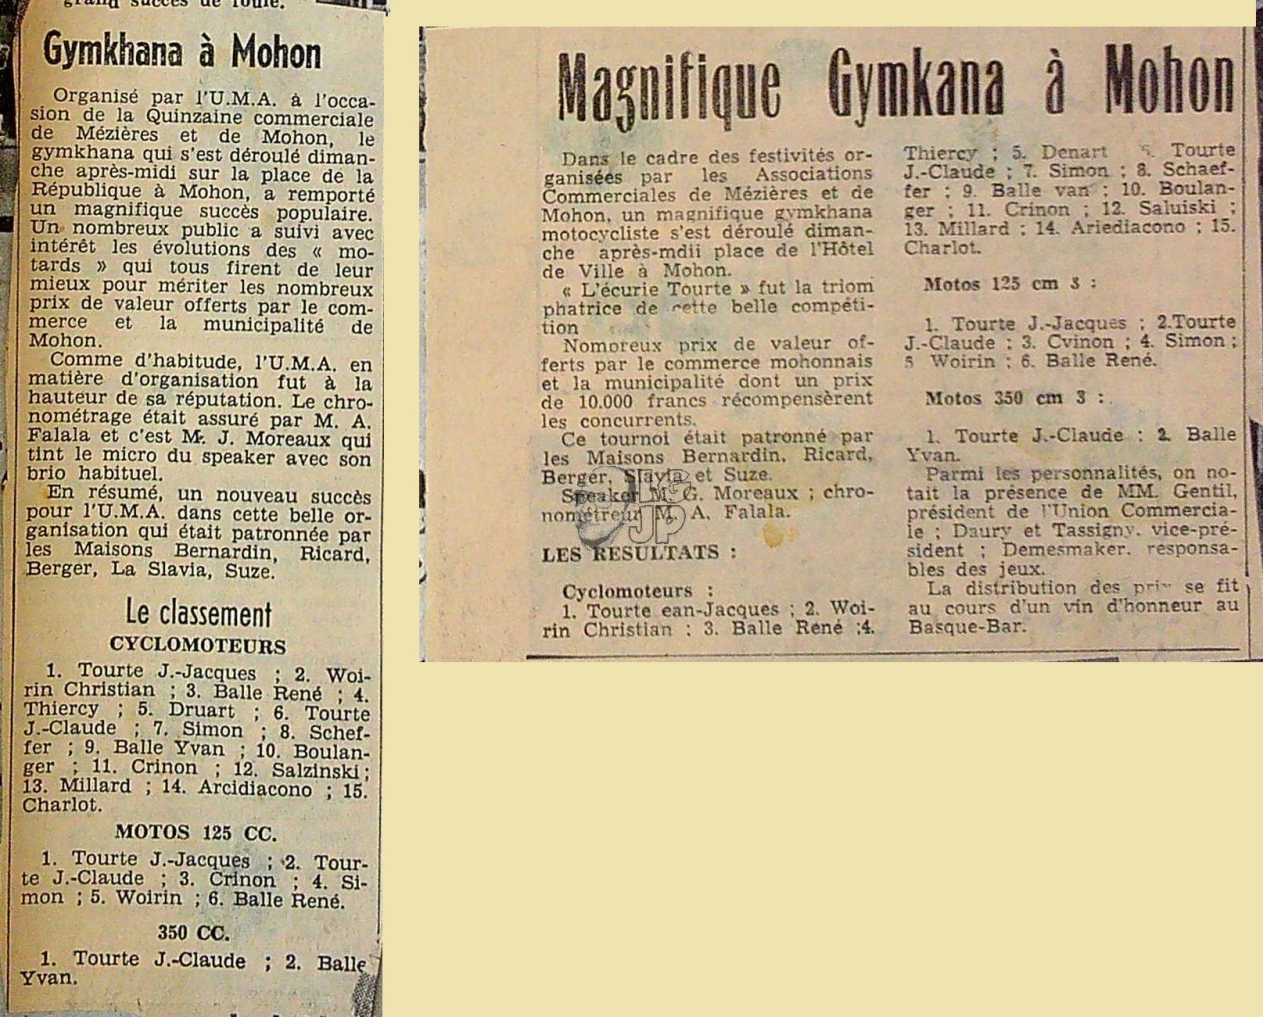 grand succès de foule.
Gymkhana à Mohon
Organisé par l'U.M.A. à l'occa-
sion de la Quinzaine commerciale
de Mézières et de Mohon, le
gymkhana qui s'est déroulé diman-
che après-midi sur la place de la
République à Mohon, a remporté
un magnifique succès populaire.
Un nombreux public a suivi avec
intérêt les évolutions des « mo-
tards » qui tous firent de leur
mieux pour mériter les nombreux
prix de valeur offerts par le com-
merce et la municipalité de
Mohon.
Comme d'habitude, l'U.M.A. en
matière d'organisation fut à la
hauteur de sa réputation. Le chro-
nométrage était assuré par M. A.
Falala et c'est M. J. Moreaux qui
tint le micro du speaker avec son
brio habituel.
En résumé, un nouveau succès
pour l'U.M.A. dans cette belle or-
ganisation qui était patronnée par
les Maisons Bernardin, Ricard,
Berger, La Slavia, Suze.
Le classement
CYCLOMOTEURS
1. Tourte J.-Jacques ; 2. Woi-
rin Christian ; 3. Balle René ; 4.
Thiercy ; 5. Druart ; 6. Tourte
J.-Claude ; 7. Simon ; 8. Schef-
fer ; 9. Balle Yvan ; 10. Boulan-
ger ; 11. Crinon ; 12. Salzinski ;
13. Millard ; 14. Arcidiacono ; 15.
Charlot.
MOTOS 125 CC.
1. Tourte J.-Jacques ; 2. Tour-
te J.-Claude ; 3. Crinon ; 4. Si-
mon ; 5. Woirin ; 6. Balle René.
350 CC.
1. Tourte J.-Claude ; 2. Balle
Yvan.
Magnifique Gymkana à Mohon
Dans le cadre des festivités or-
ganisées par les Associations
Commerciales de Mézières et de
Mohon, un magnifique gymkhana
motocycliste s'est déroulé diman-
che après-mdii place de l'Hôtel
de Ville à Mohon.
« L'écurie Tourte » fut la triom
phatrice de cette belle compéti-
tion
Nombreux prix de valeur of-
ferts par le commerce mohonnais
et la municipalité dont un prix
de 10.000 francs récompensèrent
les concurrents.
Ce tournoi était patronné par
les Maisons Bernardin, Ricard,
Berger, Slavia et Suze.
Speaker M. G. Moreaux ; chro-
nométreur M. A. Falala.
LES RESULTATS :
Cyclomoteurs :
1. Tourte ean-Jacques ; 2. Woi-
rin Christian ; 3. Balle René ;4.
Thiercy ; 5. Denart 6. Tourte
J.-Claude ; 7. Simon ; 8. Schaef-
fer ; 9. Balle van ; 10. Boulan-
ger ; 11. Crinon ; 12. Saluiski ;
13. Millard ; 14. Ariediacono ; 15.
Charlot.
Motos 125 cm 3 :
1. Tourte J.-Jacques ; 2.Tourte
J.-Claude ; 3. Cvinon ; 4. Simon ;
5 Woirin ; 6. Balle René.
Motos 350 cm 3 :
1. Tourte J.-Claude : 2. Balle
Yvan.
Parmi les personnalités, on no-
tait la présence de MM. Gentil,
président de l'Union Commercia-
le ; Daury et Tassigny, vice-pré-
sident ; Demesmaker, responsa-
bles des jeux.
La distribution des prix se fit
au cours d'un vin d'honneur au
Basque-Bar.